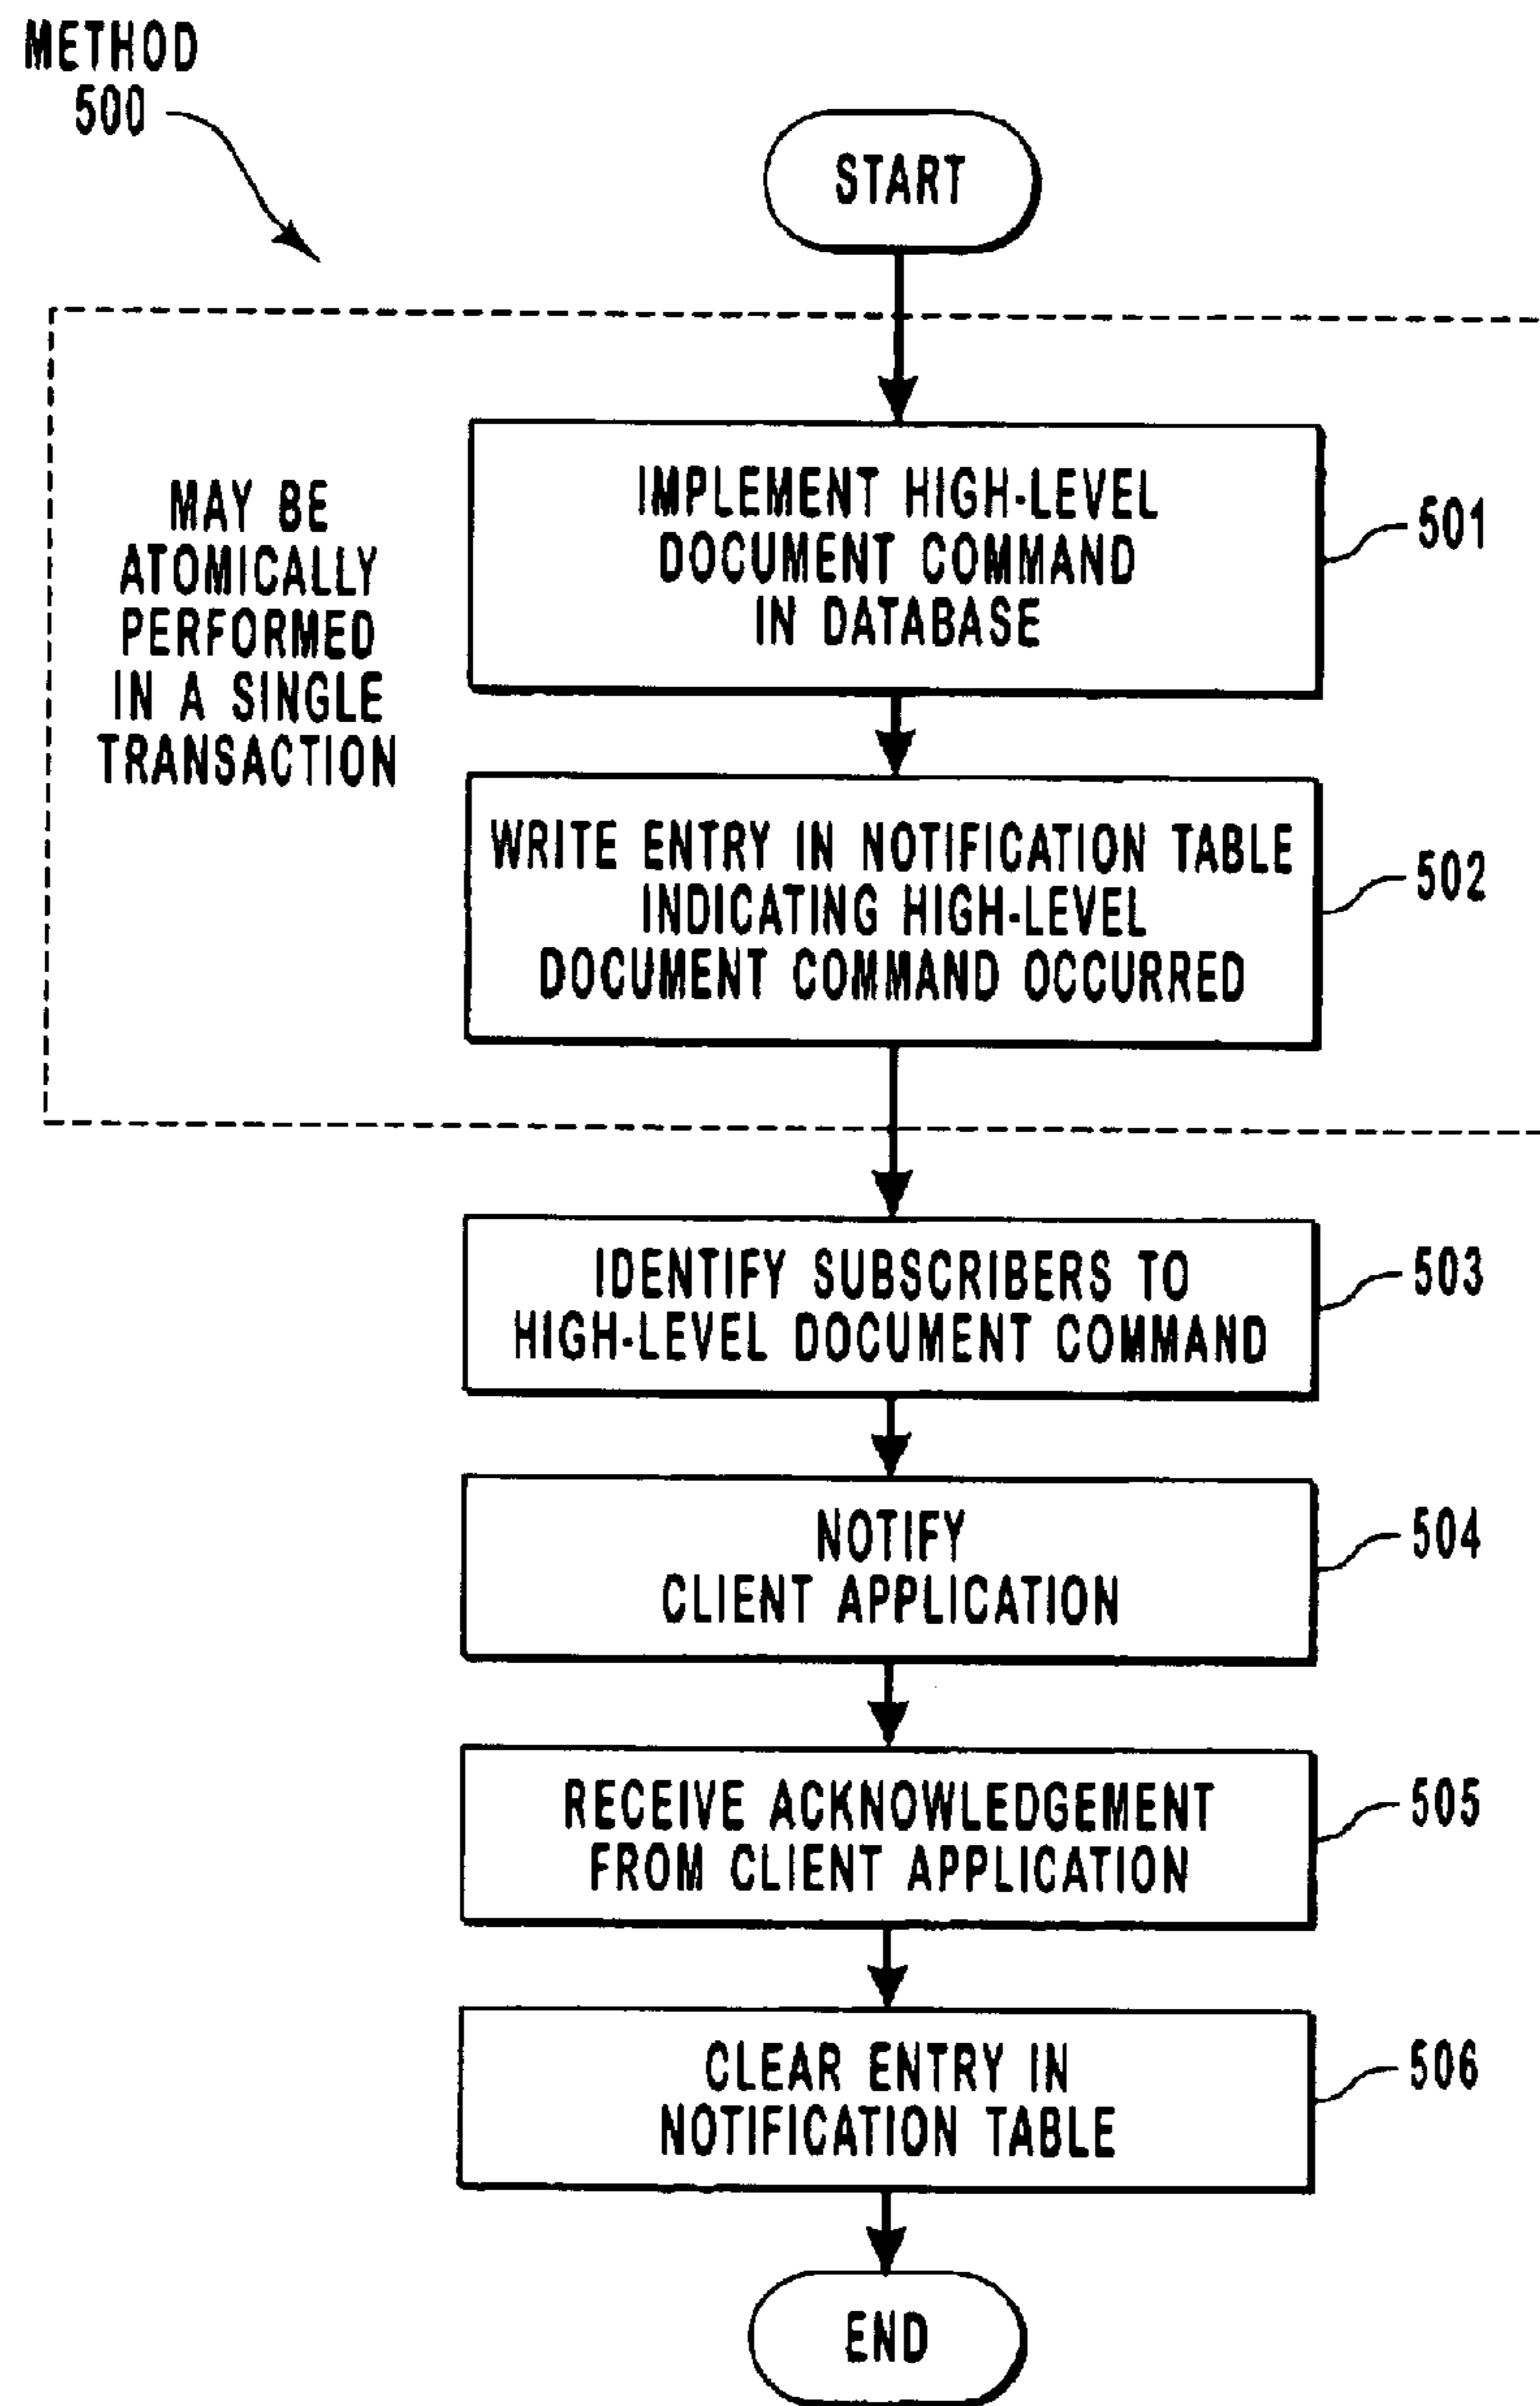 METHOD
500
START
MAY BE
ATOMICALLY
PERFORMED
IN A SINGLE
TRANSACTION
IMPLEMENT HIGH-LEVEL
DOCUMENT COMMAND
IN DATABASE
501
WRITE ENTRY IN NOTIFICATION TABLE
INDICATING HIGH-LEVEL
DOCUMENT COMMAND OCCURRED
502
IDENTIFY SUBSCRIBERS TO
HIGH-LEVEL DOCUMENT COMMAND
503
NOTIFY
CLIENT APPLICATION
504
RECEIVE ACKNOWLEDGEMENT
FROM CLIENT APPLICATION
505
CLEAR ENTRY IN
NOTIFICATION TABLE
506
END